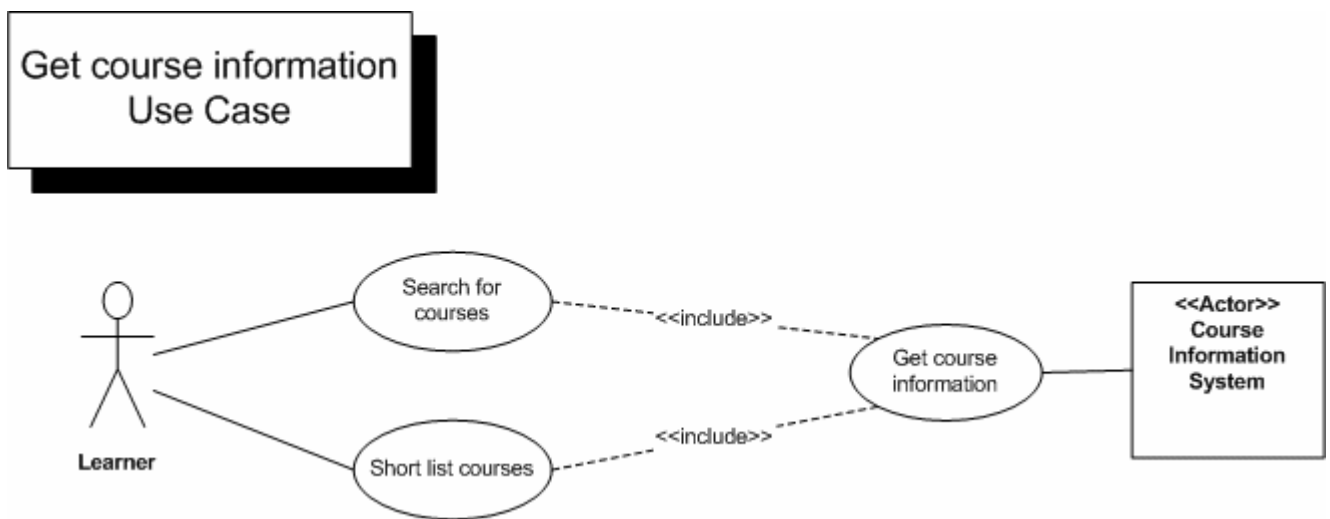 Get course information
Use Case
Search for
courses
<<include>>
<<Actor>>
Course
Information
System
Get course
information
Learner
Short list courses
<<include>>